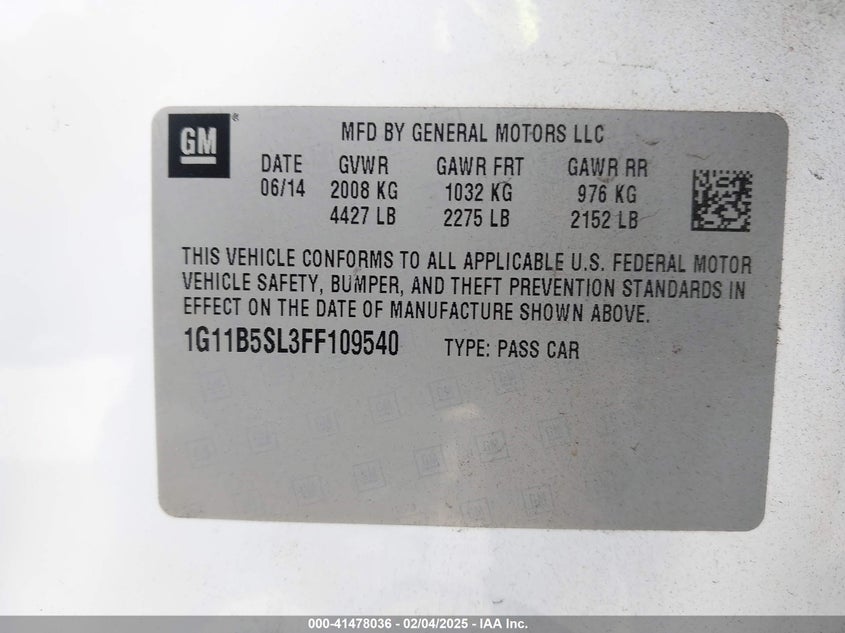 GM ® MFD BY GENERAL MOTORS LLC
DATE GVWR GAWR FRT GAWR RR
06/14 2008 KG 1032 KG 976 KG
4427 LB 2275 LB 2152 LB
THIS VEHICLE CONFORMS TO ALL APPLICABLE U.S. FEDERAL MOTOR
VEHICLE SAFETY, BUMPER, AND THEFT PREVENTION STANDARDS IN
EFFECT ON THE DATE OF MANUFACTURE SHOWN ABOVE.
1G11B5SL3FF109540 TYPE: PASS CAR
000-41478036 - 02/04/2025 - IAA Inc.